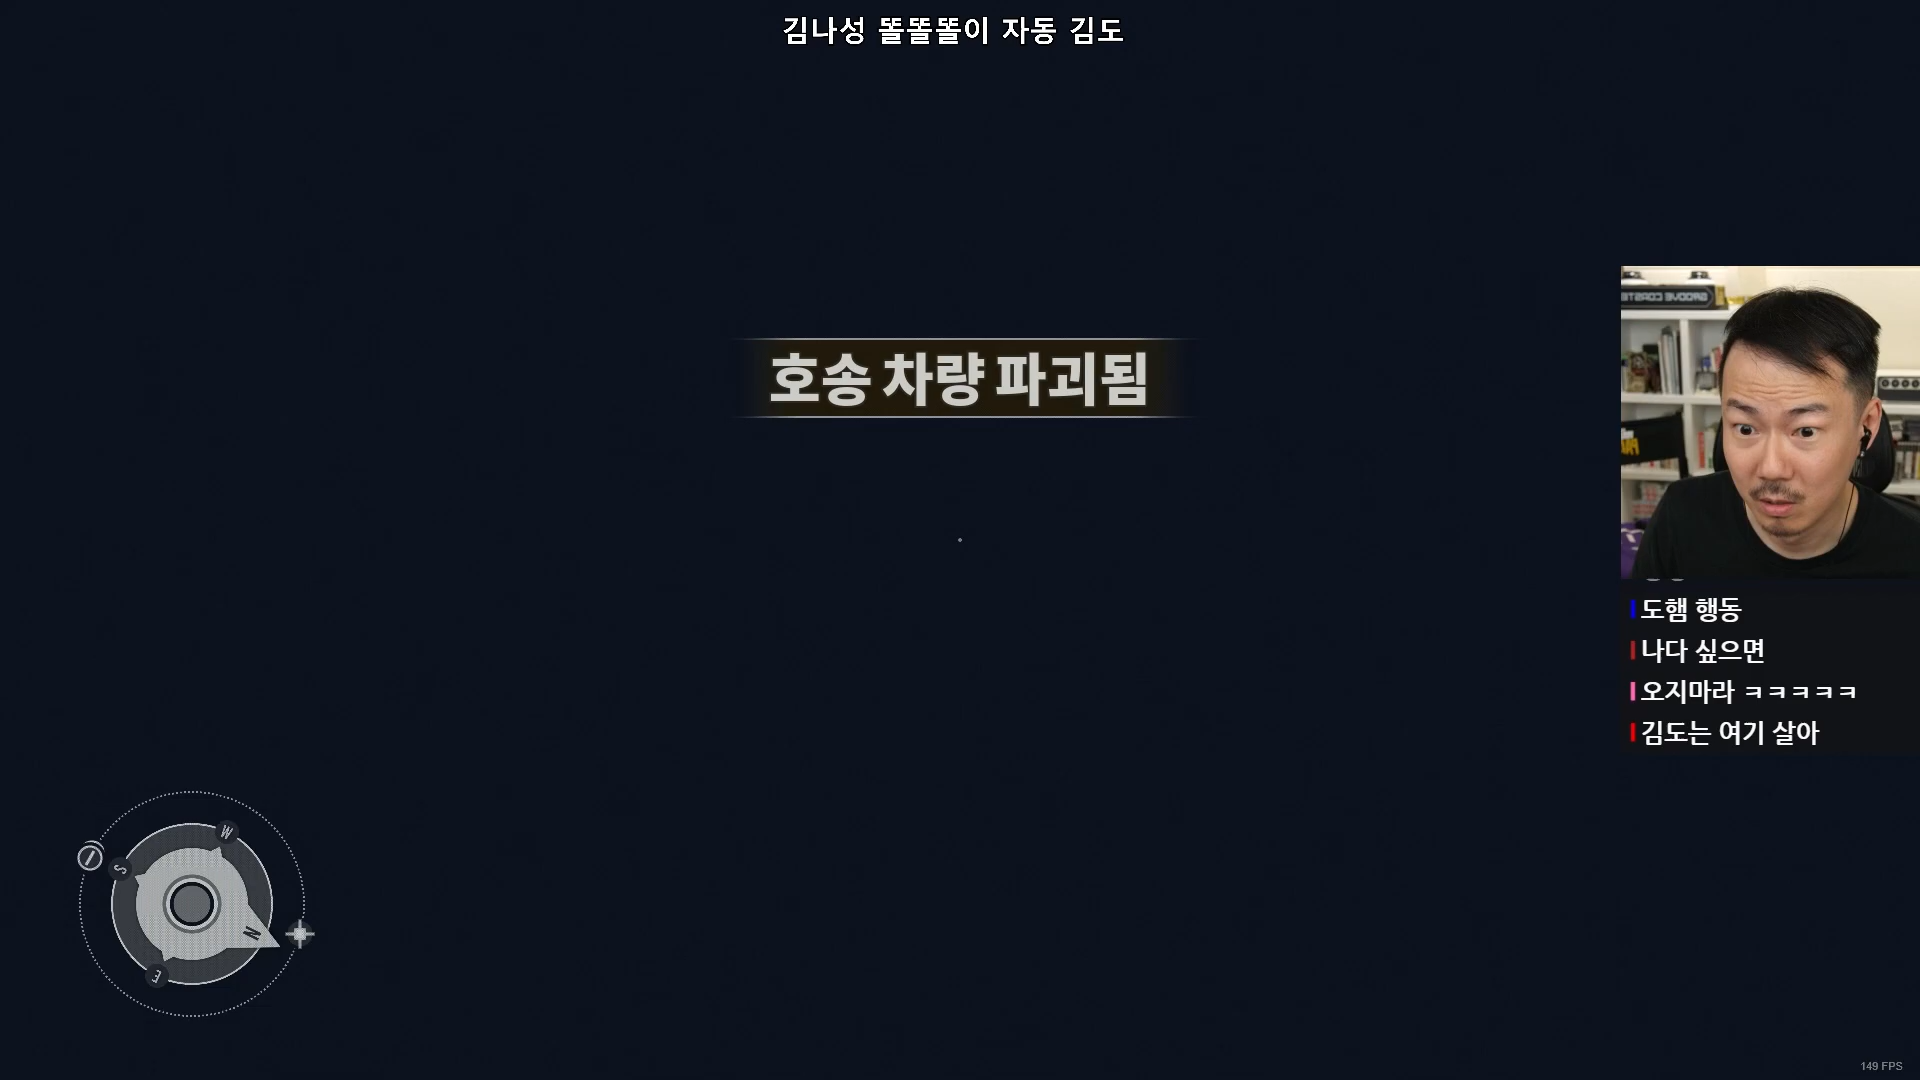 김나성 똘똘똘이 자동 김도
호송 차량 파괴됨
도햄 행동
나다 싶으면
오지마라 ㅋㅋㅋㅋㅋ
김도는 여기 살아
W
S
N
E
149 FPS